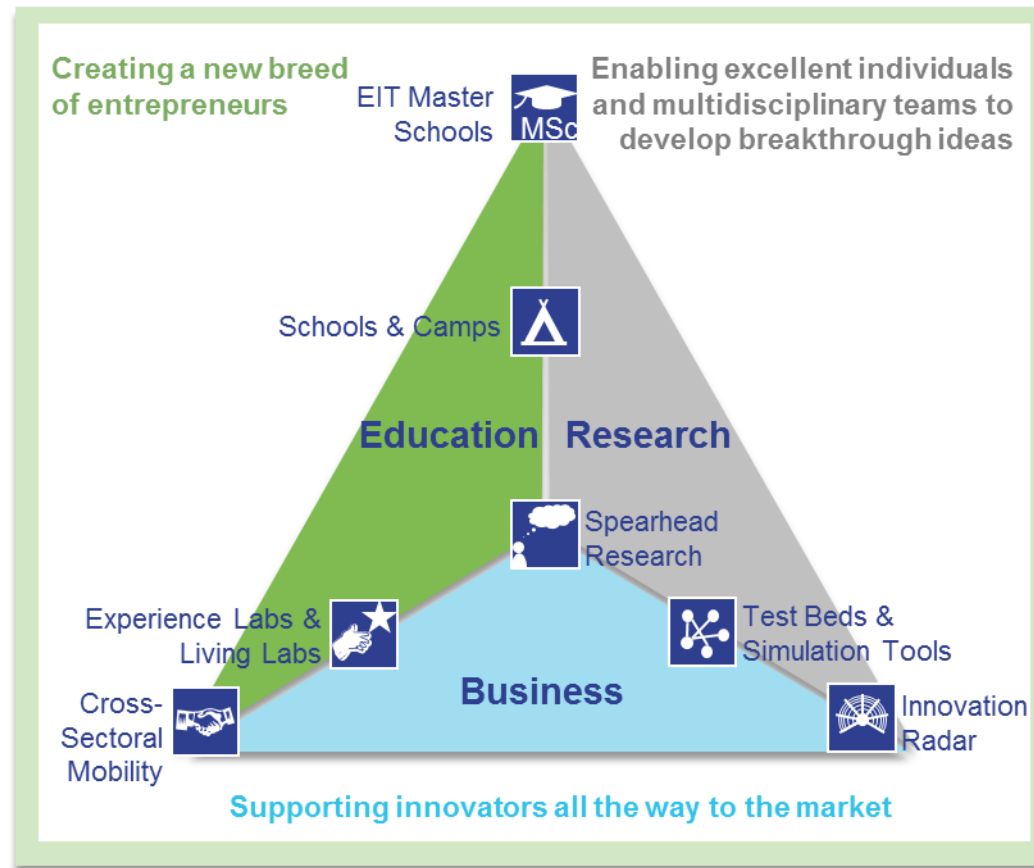 Creating a new breed
of entrepreneurs
Enabling excellent individuals
and multidisciplinary teams to
develop breakthrough ideas
EIT Master
Schools
MSc
Schools & Camps
Education
Research
Spearhead
Research
Experience Labs &
Living Labs
Test Beds &
Simulation Tools
Business
Cross-
Sectoral
Mobility
Innovation
Radar
Supporting innovators all the way to the market